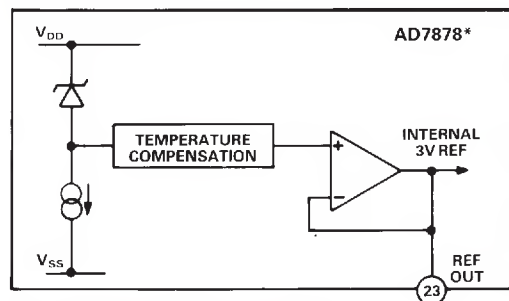 V_DD
AD7878*
TEMPERATURE
COMPENSATION
+
−
INTERNAL
3V REF
V_SS
REF
OUT
23